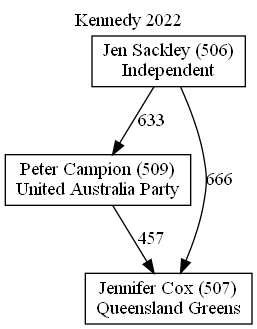 Kennedy 2022
Jen Sackley (506)
Independent
633
Peter Campion (509)
United Australia Party
666
457
Jennifer Cox (507)
Queensland Greens